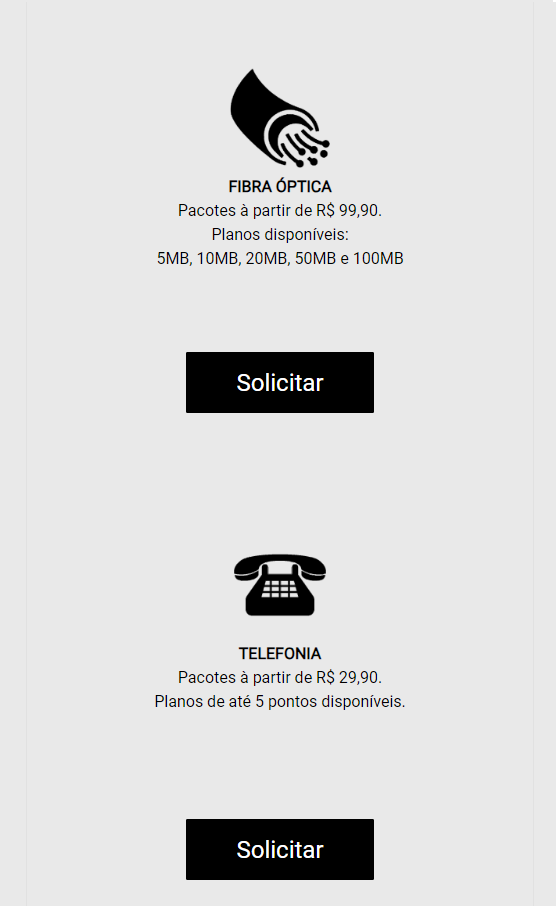 FIBRA ÓPTICA
Pacotes à partir de R$ 99,90.
Planos disponíveis:
5MB, 10MB, 20MB, 50MB e 100MB
Solicitar
TELEFONIA
Pacotes à partir de R$ 29,90.
Planos de até 5 pontos disponíveis.
Solicitar